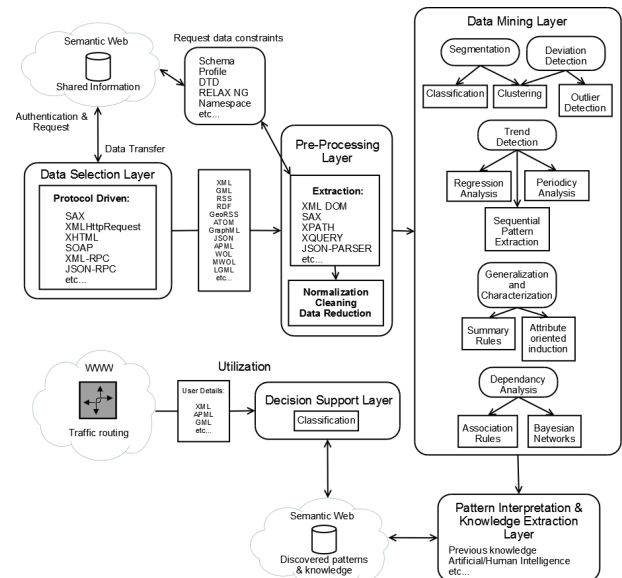 Semantic Web
Shared Information
Authentication &
Request
Data Transfer
Request data constraints
Schema
Profile
DTD
RELAX NG
Namespace
etc...
Data Selection Layer
Protocol Driven:
SAX
XMLHttpRequest
XHTML
SOAP
XML-RPC
JSON-RPC
etc...
XML
GML
RSS
RDF
GeoRSS
ATOM
GraphML
JSON
APML
WOL
MWOL
LGML
etc...
Pre-Processing
Layer
Extraction:
XML DOM
SAX
XPATH
XQUERY
JSON-PARSER
etc...
Normalization
Cleaning
Data Reduction
Data Mining Layer
Segmentation
Deviation
Detection
Classification
Clustering
Outlier
Detection
Trend
Detection
Regression
Analysis
Periodicy
Analysis
Sequential
Pattern
Extraction
Generalization
and
Characterization
Summary
Rules
Attribute
oriented
induction
Dependancy
Analysis
Association
Rules
Bayesian
Networks
WWW
Traffic routing
Utilization
User Details:
XML
APML
GML
etc...
Decision Support Layer
Classification
Semantic Web
Discovered patterns
& knowledge
Pattern Interpretation &
Knowledge Extraction
Layer
Previous knowledge
Artificial/Human Intelligence
etc...